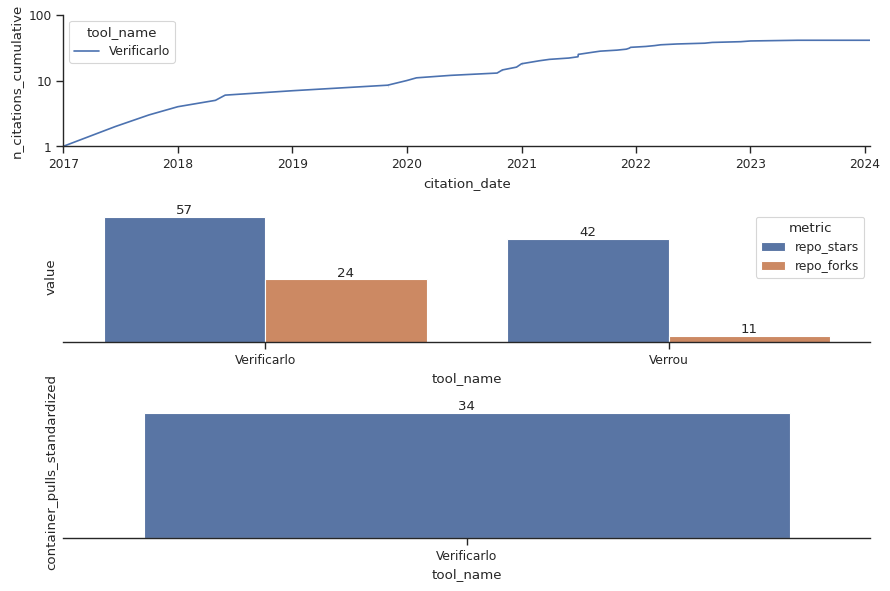 n_citations_cumulative
100
10
1
tool_name
Verificarlo
2017 2018 2019 2020 2021 2022 2023 2024
citation_date
value
57
24
42
11
metric
repo_stars
repo_forks
Verificarlo Verrou
tool_name
container_pulls_standardized
34
Verificarlo
tool_name